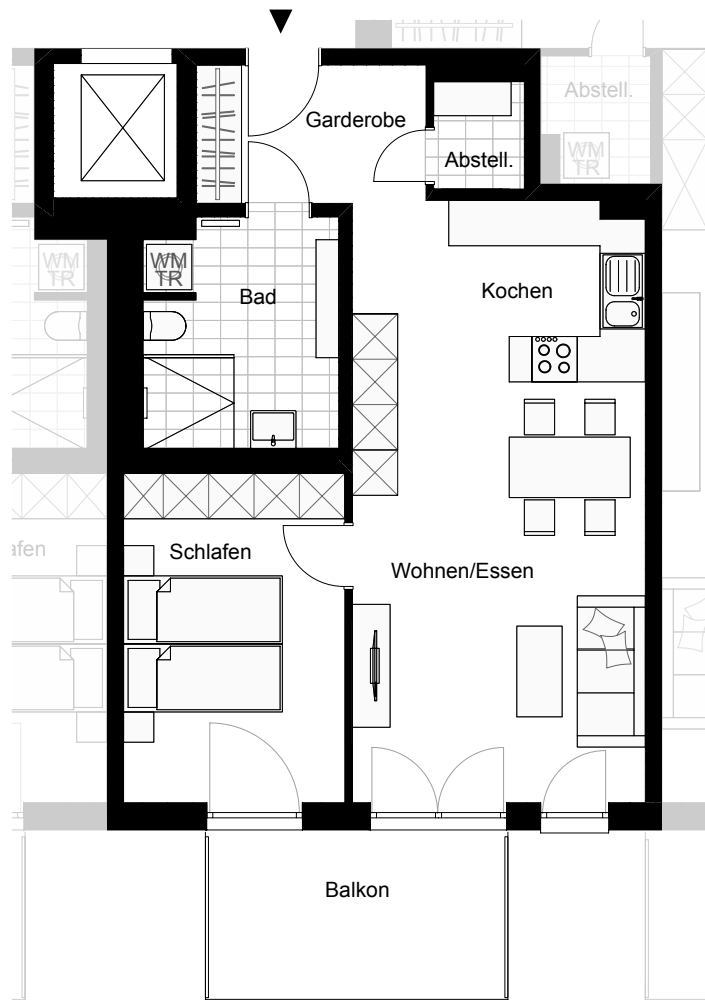 Abstell.
Garderobe
Abstell.
WM
TR
WM
TR
WM
TR
Kochen
Bad
Schlafen
afen
Wohnen/Essen
Balkon